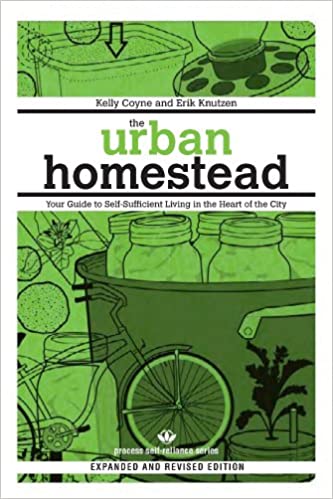 Kelly Coyne and Erik Knutzen
the
urban
homestead
Your Guide to Self-Sufficient Living in the Heart of the City
process self-reliance series
EXPANDED AND REVISED EDITION